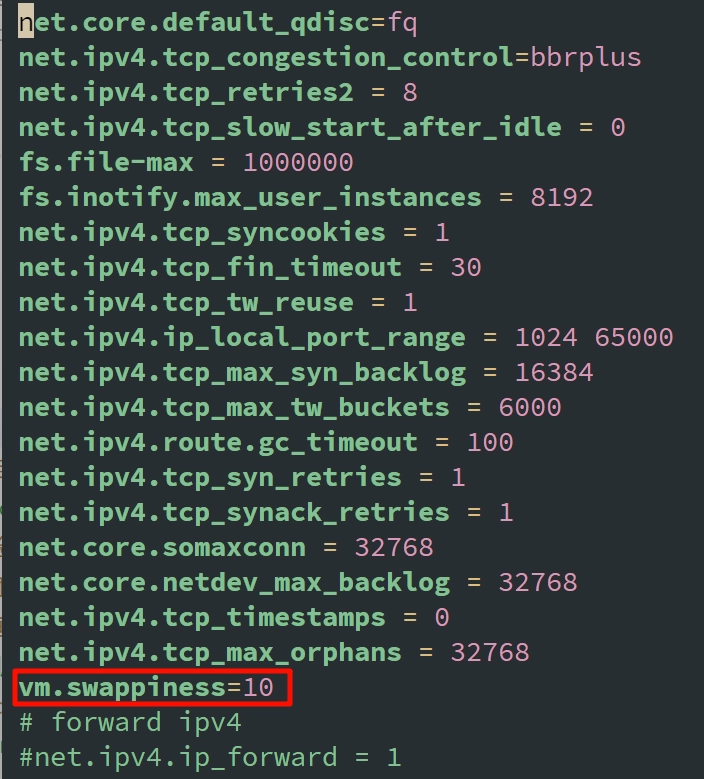 net.core.default_qdisc=fq
net.ipv4.tcp_congestion_control=bbrplus
net.ipv4.tcp_retries2 = 8
net.ipv4.tcp_slow_start_after_idle = 0
fs.file-max = 1000000
fs.inotify.max_user_instances = 8192
net.ipv4.tcp_syncookies = 1
net.ipv4.tcp_fin_timeout = 30
net.ipv4.tcp_tw_reuse = 1
net.ipv4.ip_local_port_range = 1024 65000
net.ipv4.tcp_max_syn_backlog = 16384
net.ipv4.tcp_max_tw_buckets = 6000
net.ipv4.route.gc_timeout = 100
net.ipv4.tcp_syn_retries = 1
net.ipv4.tcp_synack_retries = 1
net.core.somaxconn = 32768
net.core.netdev_max_backlog = 32768
net.ipv4.tcp_timestamps = 0
net.ipv4.tcp_max_orphans = 32768
vm.swappiness=10
# forward ipv4
#net.ipv4.ip_forward = 1